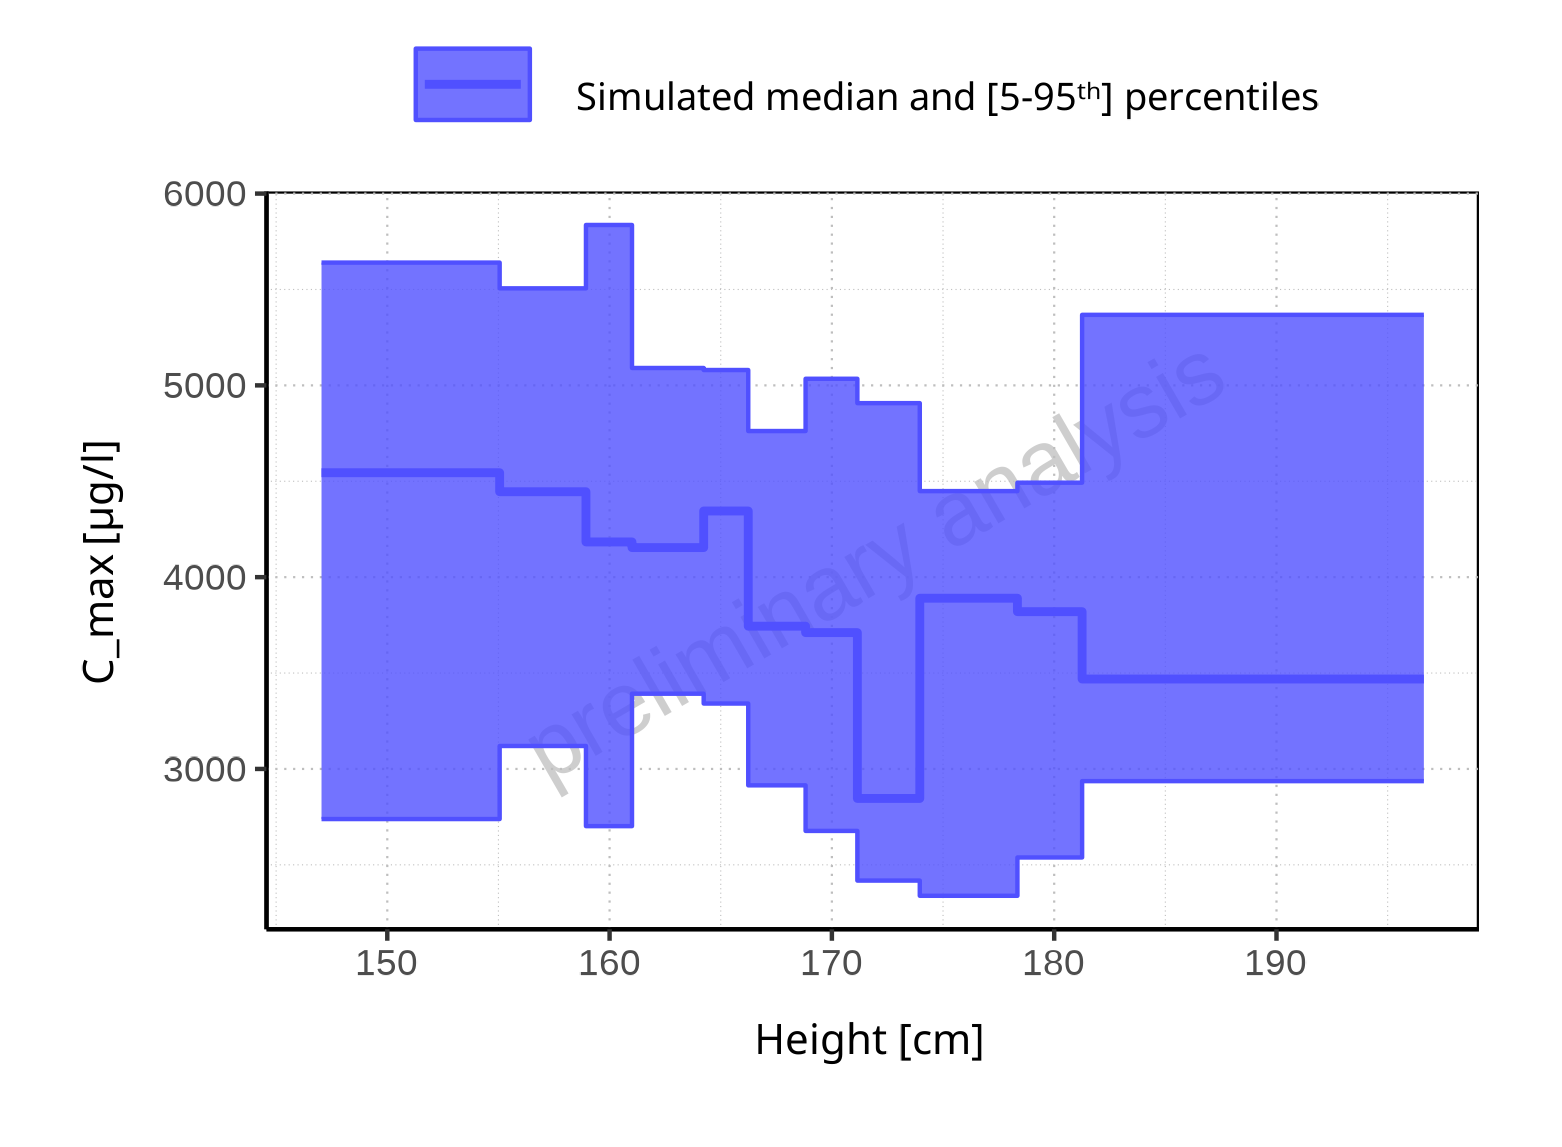 Simulated median and [5-95ᵗʰ] percentiles
6000
5000
4000
3000
C_max [µg/l]
preliminary analysis
150 160 170 180 190
Height [cm]